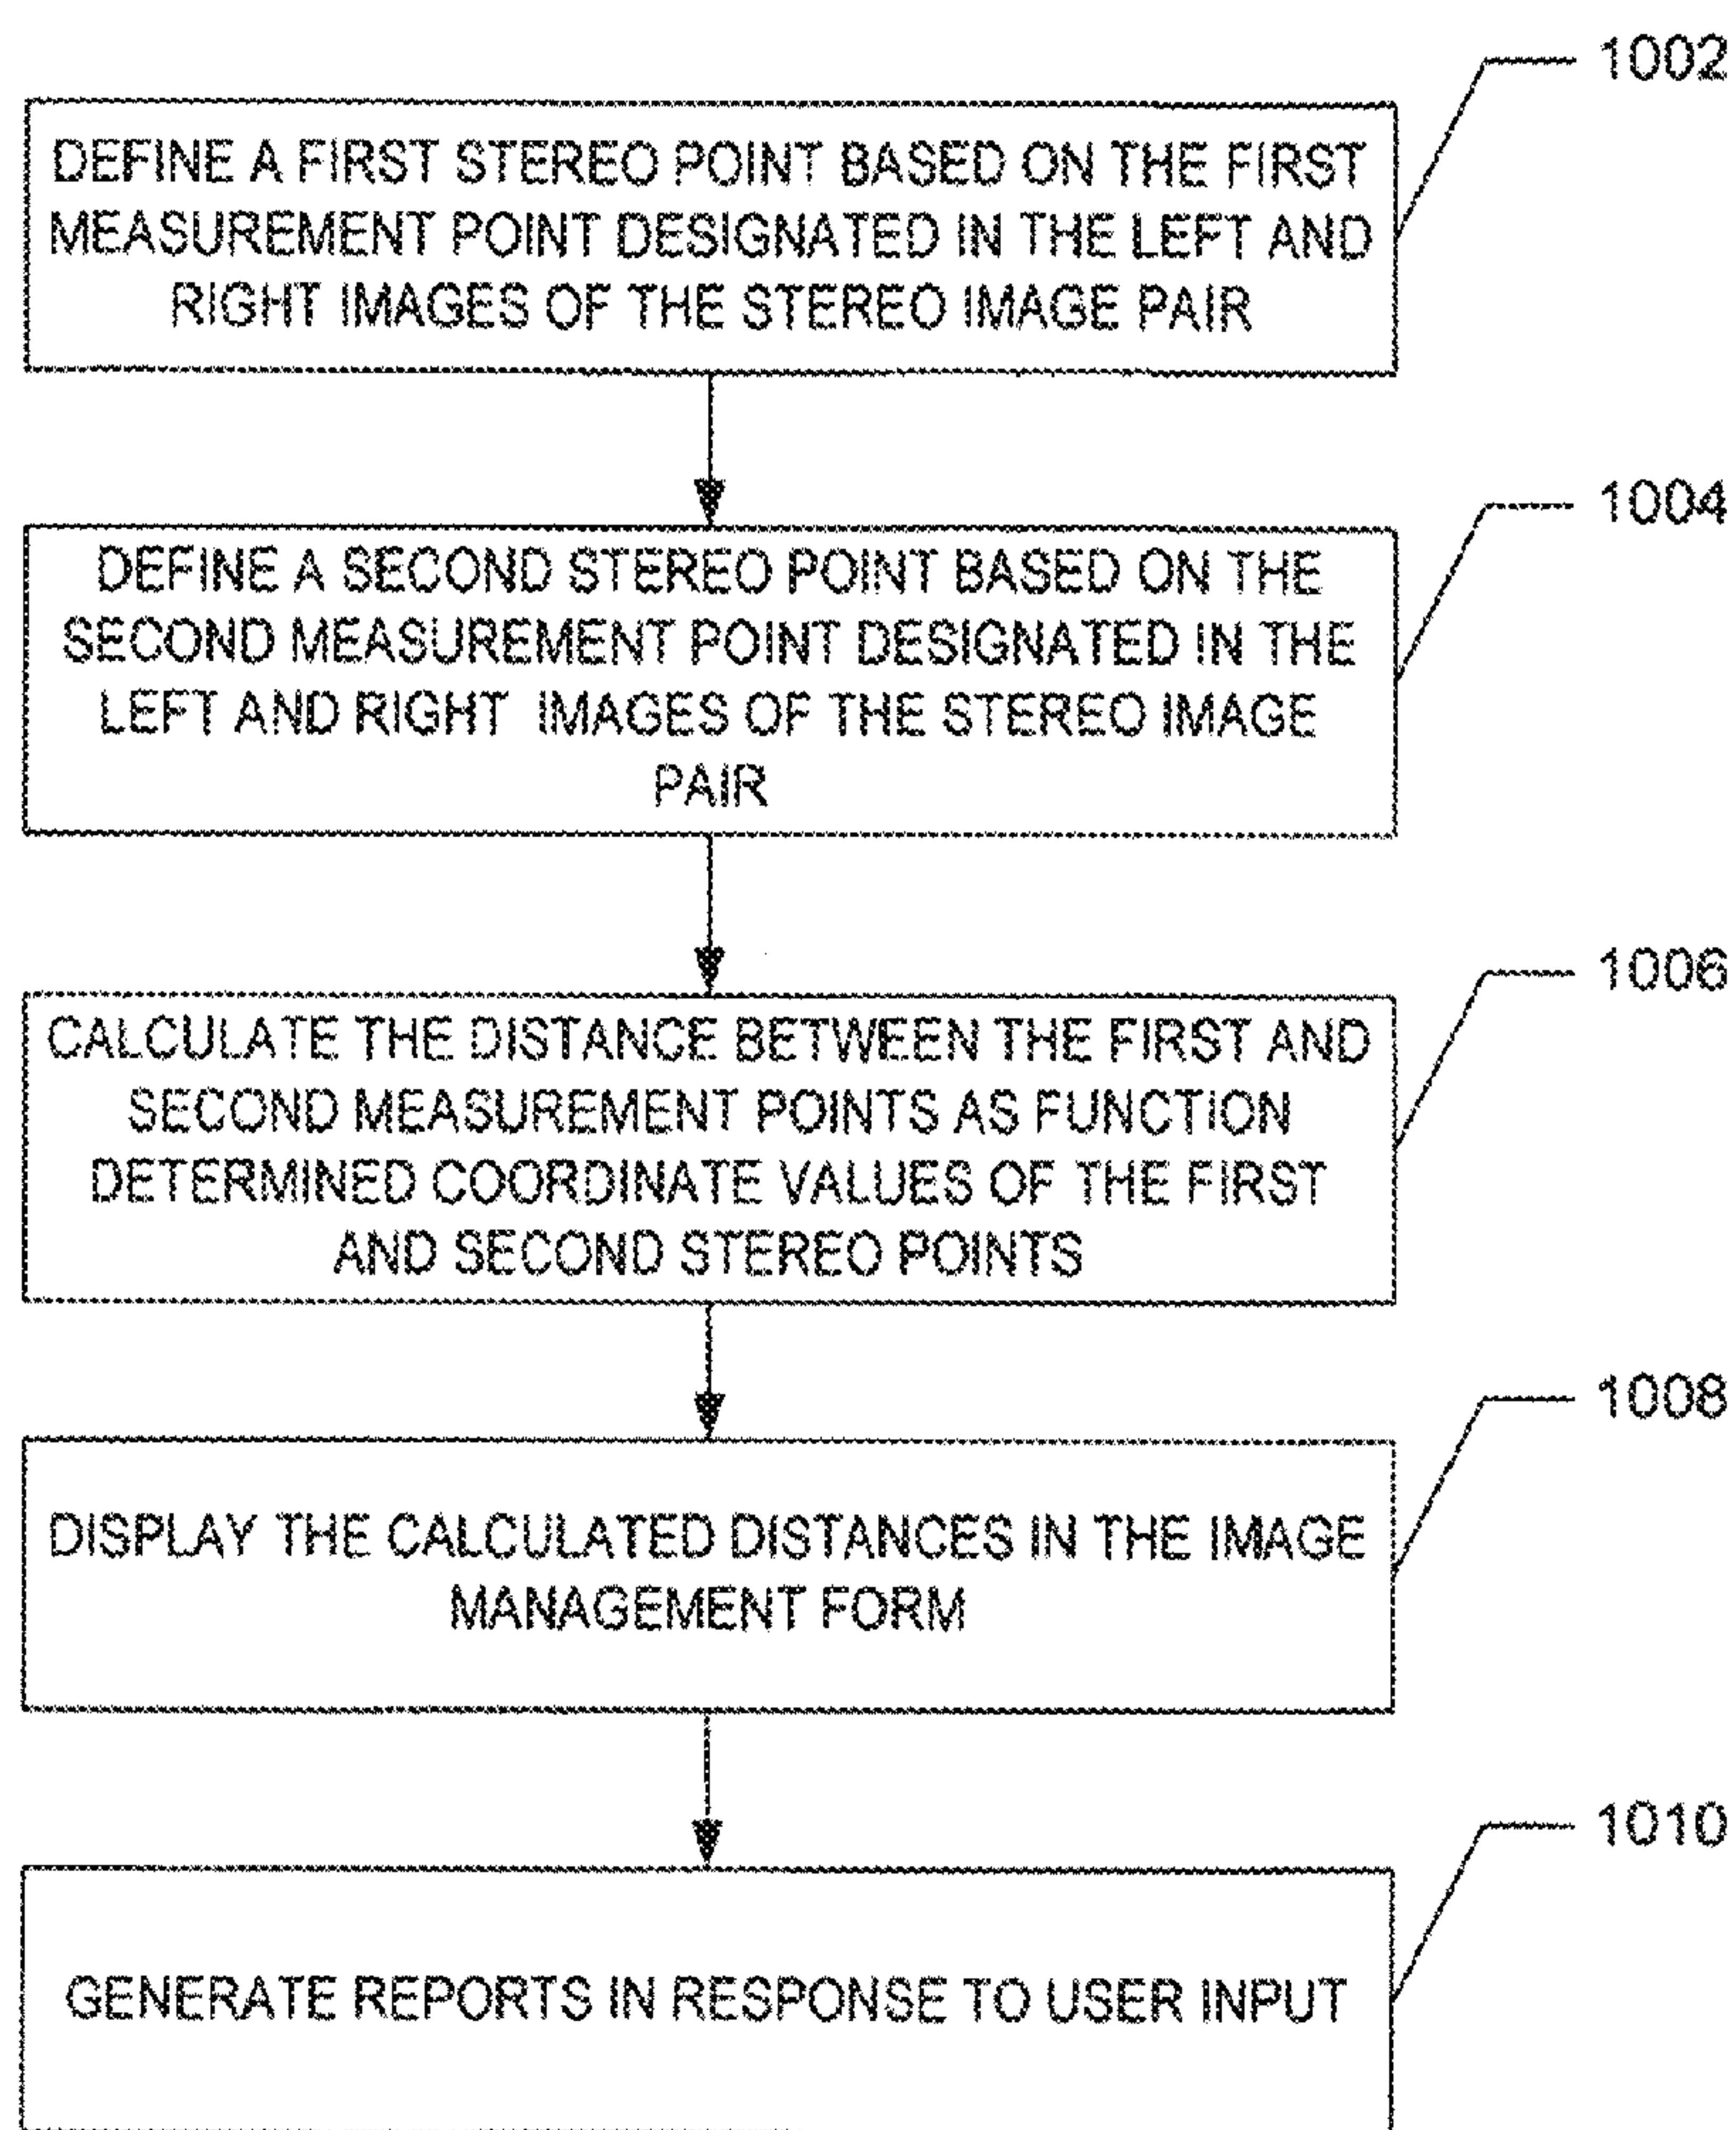 1002
DEFINE A FIRST STEREO POINT BASED ON THE FIRST
MEASUREMENT POINT DESIGNATED IN THE LEFT AND
RIGHT IMAGES OF THE STEREO IMAGE PAIR
1004
DEFINE A SECOND STEREO POINT BASED ON THE
SECOND MEASUREMENT POINT DESIGNATED IN THE
LEFT AND RIGHT IMAGES OF THE STEREO IMAGE
PAIR
1006
CALCULATE THE DISTANCE BETWEEN THE FIRST AND
SECOND MEASUREMENT POINTS AS FUNCTION
DETERMINED COORDINATE VALUES OF THE FIRST
AND SECOND STEREO POINTS
1008
DISPLAY THE CALCULATED DISTANCES IN THE IMAGE
MANAGEMENT FORM
1010
GENERATE REPORTS IN RESPONSE TO USER INPUT